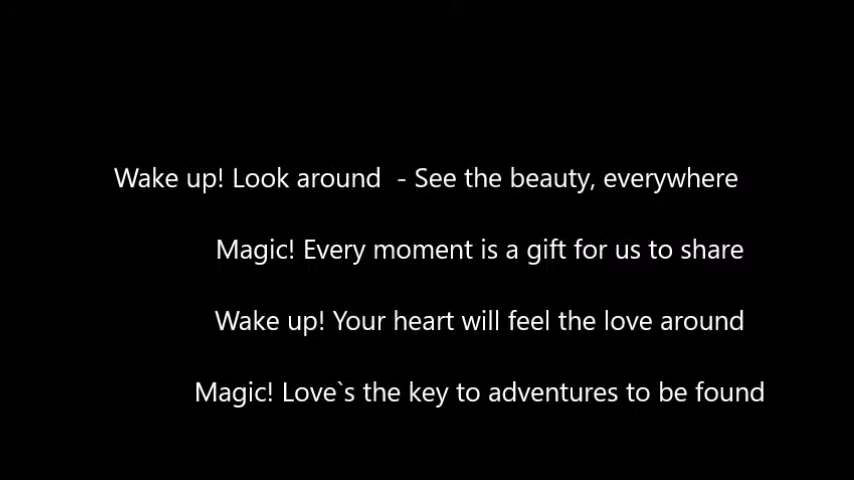 Wake up! Look around  - See the beauty, everywhere
Magic! Every moment is a gift for us to share
Wake up! Your heart will feel the love around
Magic! Love`s the key to adventures to be found